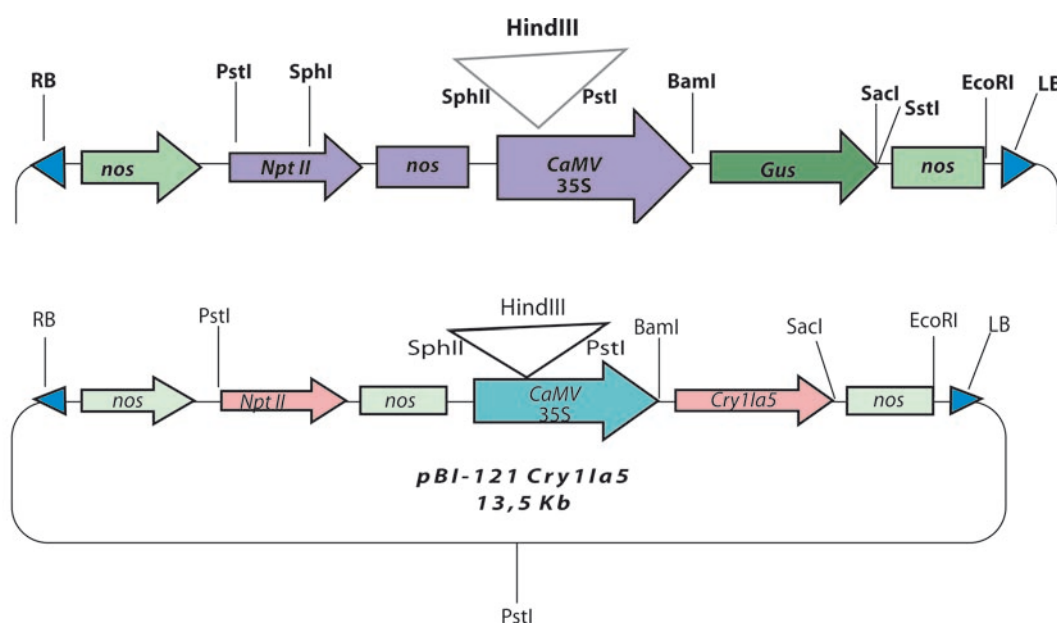 HindIII
RB
PstI
SphI
SphII
PstI
BamI
SacI
SstI
EcoRI
LB
nos
Npt II
nos
CaMV
35S
Gus
nos
RB
PstI
HindIII
SphII
PstI
BamI
SacI
EcoRI
LB
nos
Npt II
nos
CaMV
35S
Cry1Ia5
nos
pBI-121 Cry1Ia5
13,5 Kb
PstI